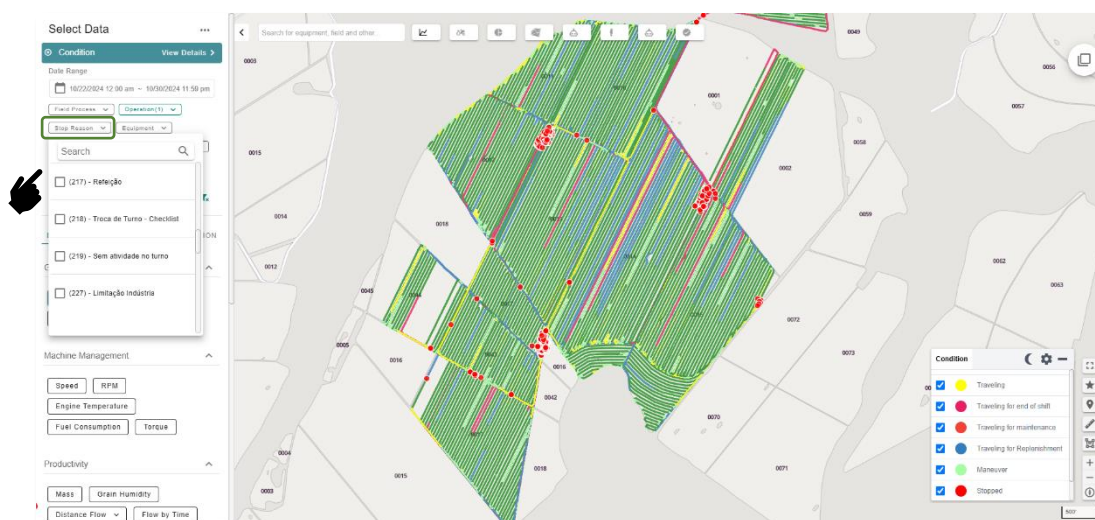 Select Data
Condition
View Details
Date Range
10/22/2024 12:00 am ~ 10/30/2024 11:58 pm
Field Process
Operation(1)
Stop Reason
Equipment
Search
(217) - Refeição
(218) - Troca de Turno - Checklist
(219) - Sem atividade no turno
(227) - Limitação Indústria
Machine Management
Speed
RPM
Engine Temperature
Fuel Consumption
Torque
Productivity
Mass
Grain Humidity
Distance Flow
Flow by Time
Search for equipment, field and other...
0003
0049
0056
0057
0001
0015
0058
0002
0059
0014
0018
0012
0062
0063
0045
0072
0005
0016
0016
0073
0042
0070
0004
0018
0071
0015
0003
Condition
Traveling
Traveling for end of shift
Traveling for maintenance
Traveling for Replenishment
Maneuver
Stopped